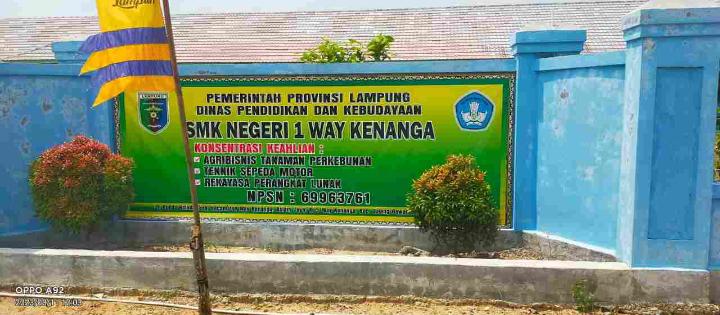 LAMPUNG
PEMERINTAH PROVINSI LAMPUNG
DINAS PENDIDIKAN DAN KEBUDAYAAN
SMK NEGERI 1 WAY KENANGA
KONSENTRASI KEAHLIAN :
AGRIBISNIS TANAMAN PERKEBUNAN
TEKNIK SEPEDA MOTOR
REKAYASA PERANGKAT LUNAK
NPSN : 69963761
OPPO A92